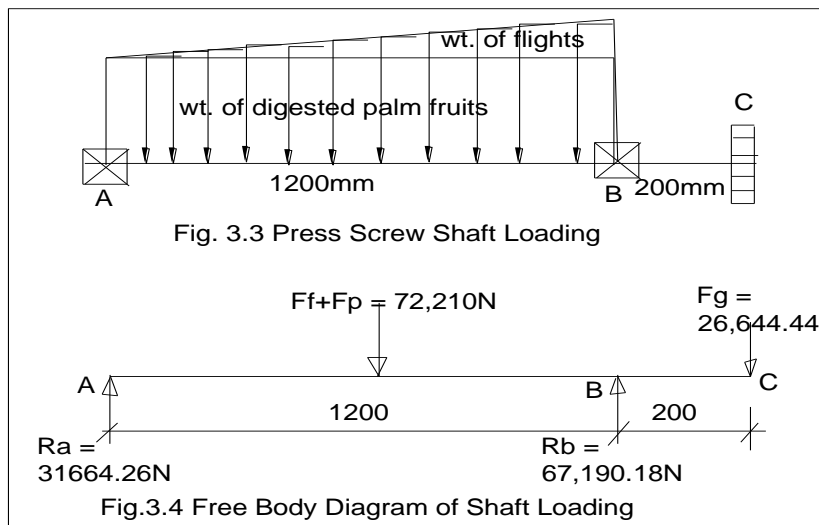 wt. of flights
wt. of digested palm fruits
C
A
1200mm
B
200mm
Fig. 3.3 Press Screw Shaft Loading
Ff+Fp = 72,210N
Fg =
26,644.44
A
B
C
1200
200
Ra =
31664.26N
Rb =
67,190.18N
Fig.3.4 Free Body Diagram of Shaft Loading